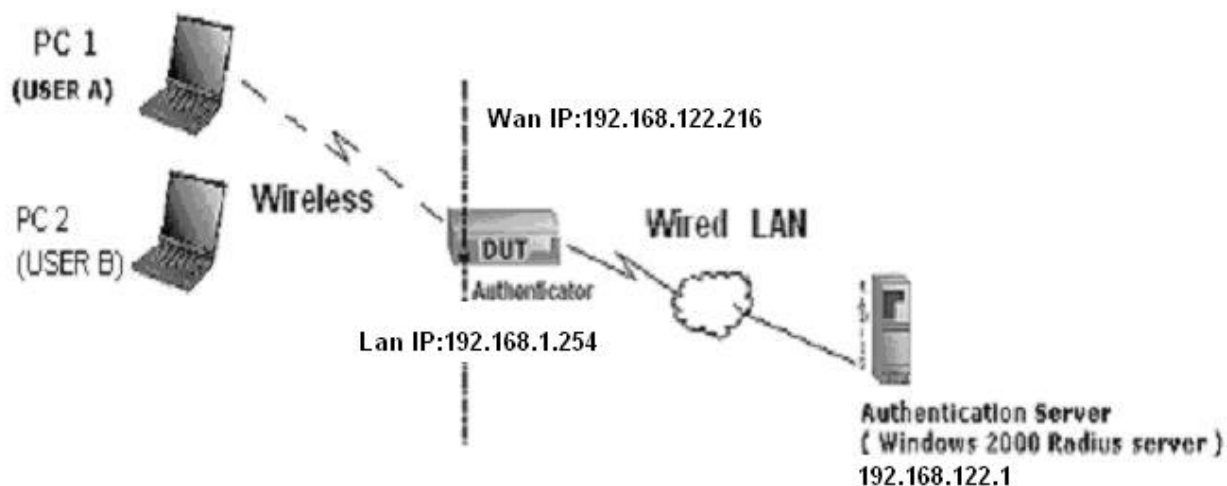 PC 1
(USER A)
Wan IP:192.168.122.216
Wireless
PC 2
(USER B)
Wired LAN
DUT
Authenticator
Lan IP:192.168.1.254
Authentication Server
( Windows 2000 Radius server )
192.168.122.1